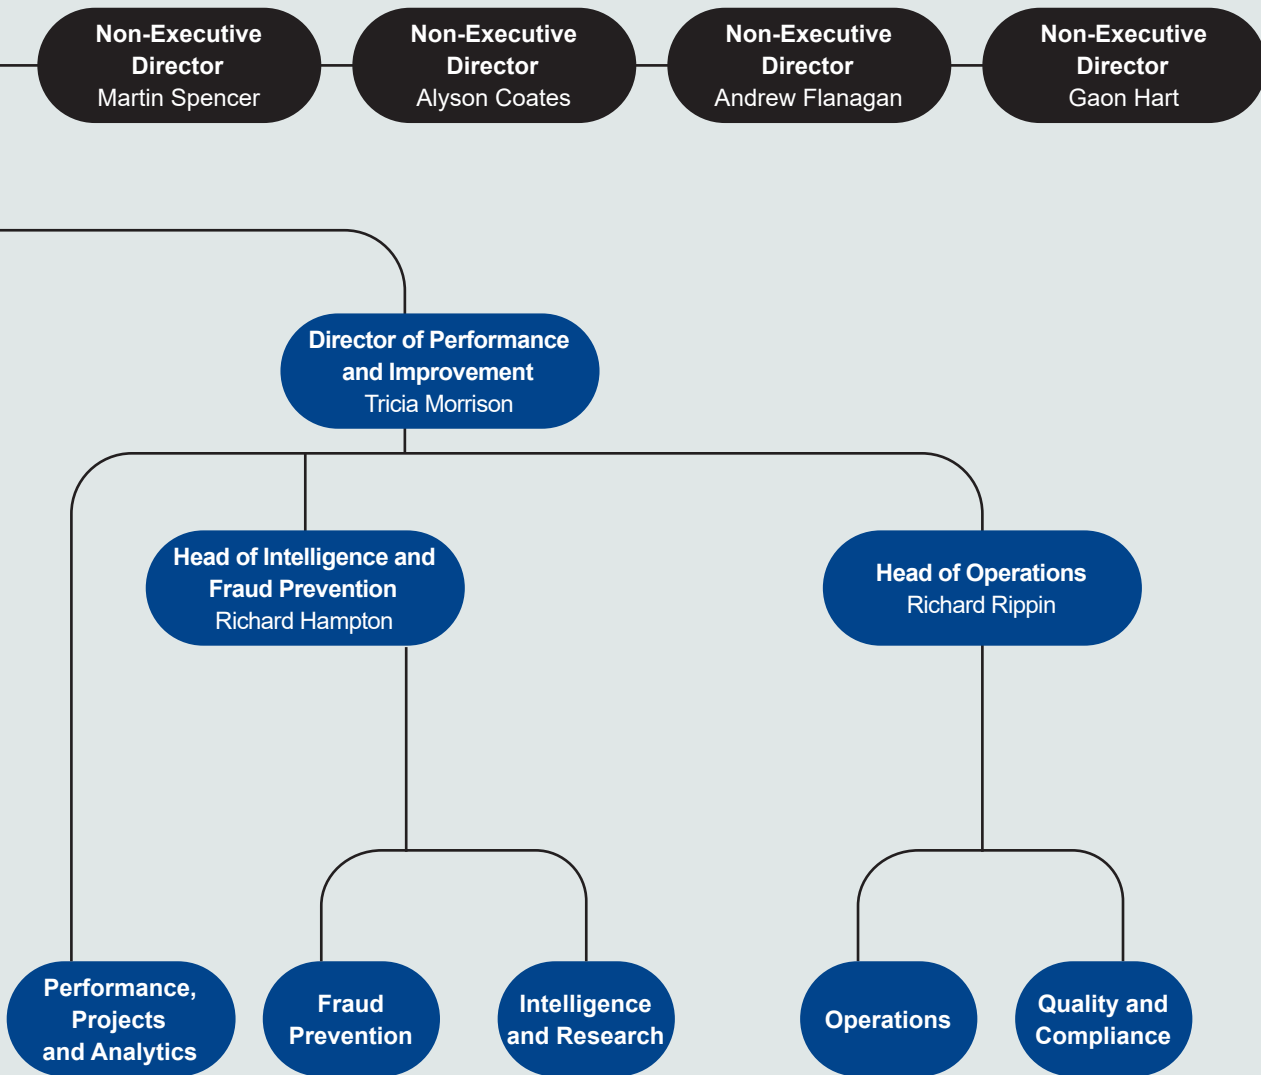 Non-Executive
Director
Martin Spencer
Non-Executive
Director
Alyson Coates
Non-Executive
Director
Andrew Flanagan
Non-Executive
Director
Gaon Hart
Director of Performance
and Improvement
Tricia Morrison
Head of Intelligence and
Fraud Prevention
Richard Hampton
Head of Operations
Richard Rippin
Performance,
Projects
and Analytics
Fraud
Prevention
Intelligence
and Research
Operations
Quality and
Compliance